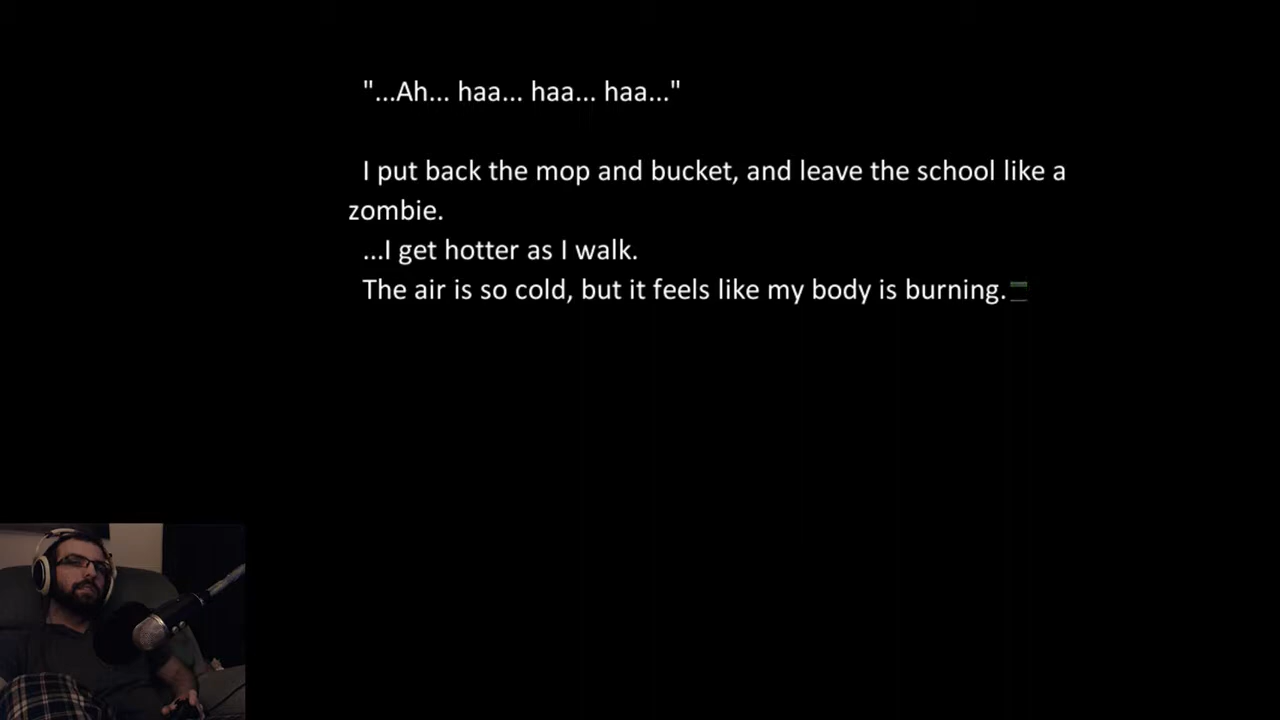 "...Ah... haa... haa... haa..."
I put back the mop and bucket, and leave the school like a
zombie.
...I get hotter as I walk.
The air is so cold, but it feels like my body is burning.